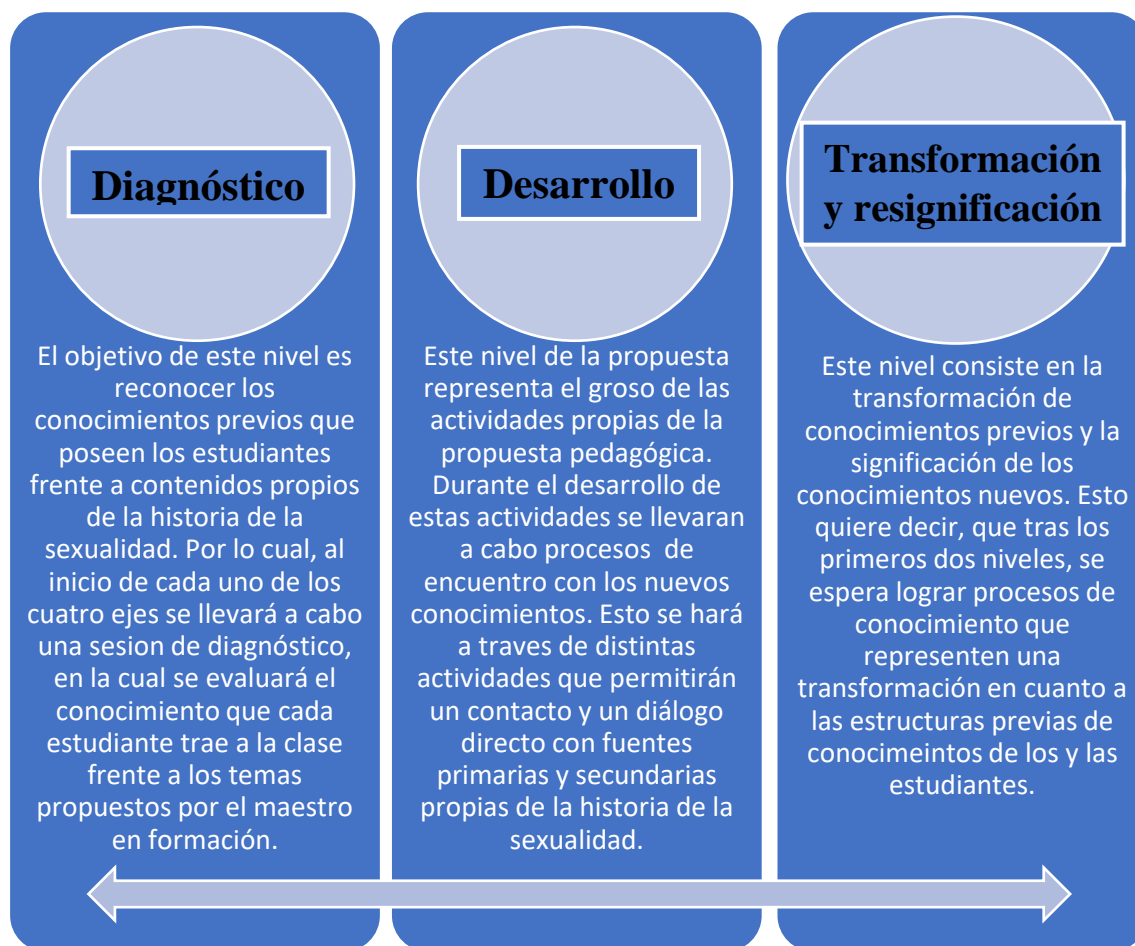 Diagnóstico
El objetivo de este nivel es
reconocer los
conocimientos previos que
poseen los estudiantes
frente a contenidos propios
de la historia de la
sexualidad. Por lo cual, al
inicio de cada uno de los
cuatro ejes se llevará a cabo
una sesion de diagnóstico,
en la cual se evaluará el
conocimiento que cada
estudiante trae a la clase
frente a los temas
propuestos por el maestro
en formación.
Desarrollo
Este nivel de la propuesta
representa el groso de las
actividades propias de la
propuesta pedagógica.
Durante el desarrollo de
estas actividades se llevaran
a cabo procesos de
encuentro con los nuevos
conocimientos. Esto se hará
a traves de distintas
actividades que permitirán
un contacto y un diálogo
directo con fuentes
primarias y secundarias
propias de la historia de la
sexualidad.
Transformación
y resignificación
Este nivel consiste en la
transformación de
conocimientos previos y la
significación de los
conocimientos nuevos. Esto
quiere decir, que tras los
primeros dos niveles, se
espera lograr procesos de
conocimiento que
representen una
transformación en cuanto a
las estructuras previas de
conocimeintos de los y las
estudiantes.